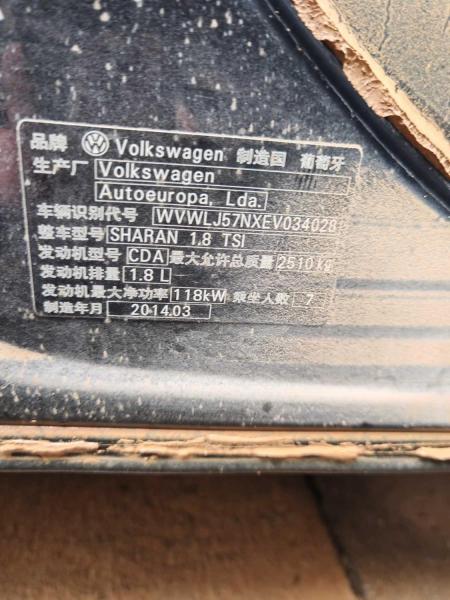 品牌 Volkswagen 制造国 葡萄牙
生产厂 Volkswagen
Autoeuropa, Lda.
车辆识别代号 WVWLJ57NXEV034028
整车型号 SHARAN 1.8 TSI
发动机型号 CDA 最大允许总质量 2510kg
发动机排量 1.8 L
发动机最大净功率 118kW 乘坐人数 7
制造年月 2014.03